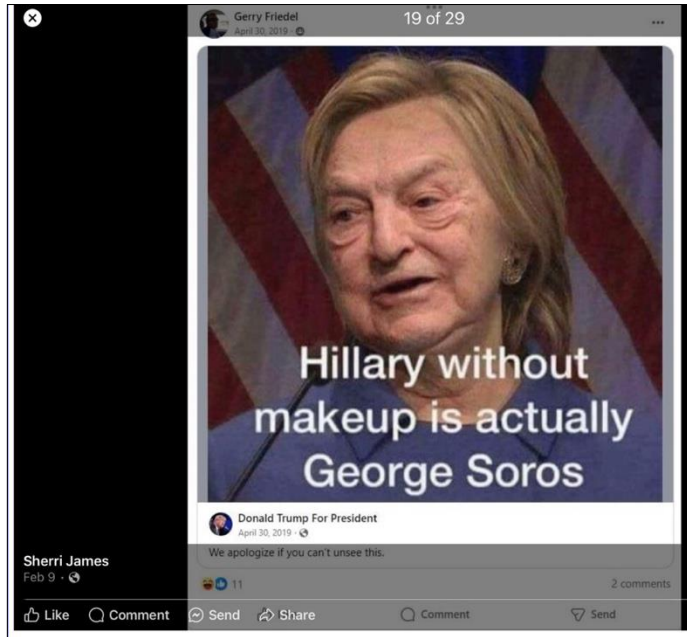 Gerry Friedel
19 of 29
April 30, 2019
Hillary without
makeup is actually
George Soros
Donald Trump For President
April 30, 2019
We apologize if you can't unsee this.
Sherri James
Feb 9
11
2 comments
Like Comment Send Share Comment Send